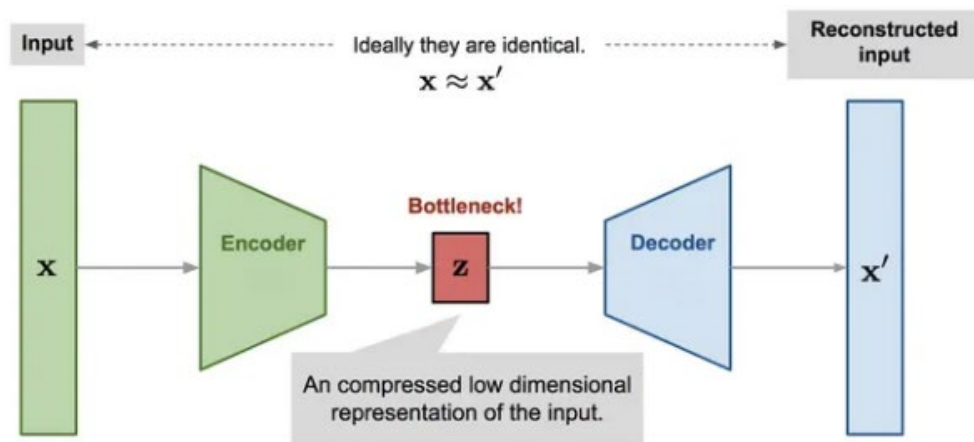 Input
Ideally they are identical.
x ≈ x′
Reconstructed
input
Bottleneck!
Encoder
Decoder
x
z
x′
An compressed low dimensional
representation of the input.